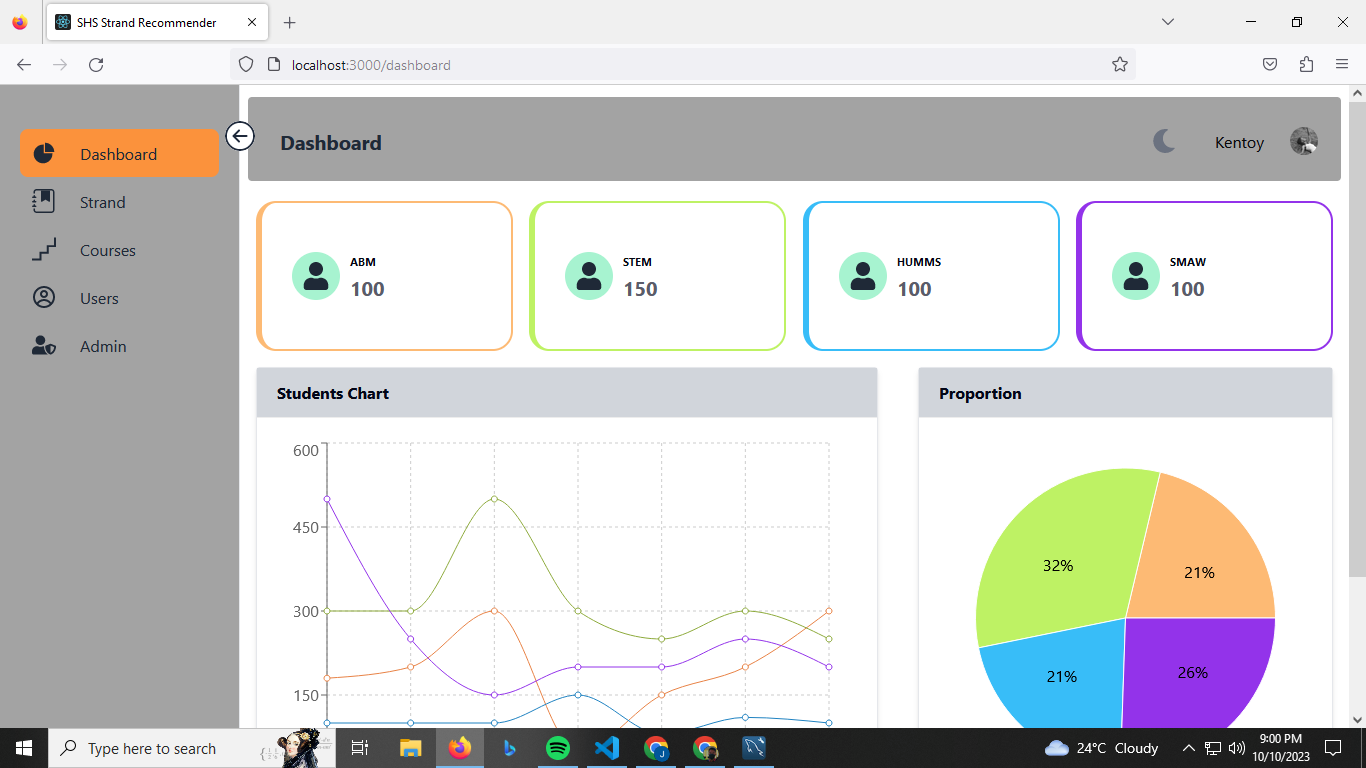 SHS Strand Recommender
localhost:3000/dashboard
Dashboard
Strand
Courses
Users
Admin
Dashboard
Kentoy
ABM
100
STEM
150
HUMMS
100
SMAW
100
Students Chart
600
450
300
150
Proportion
32%
21%
21%
26%
Type here to search
24°C Cloudy
9:00 PM
10/10/2023